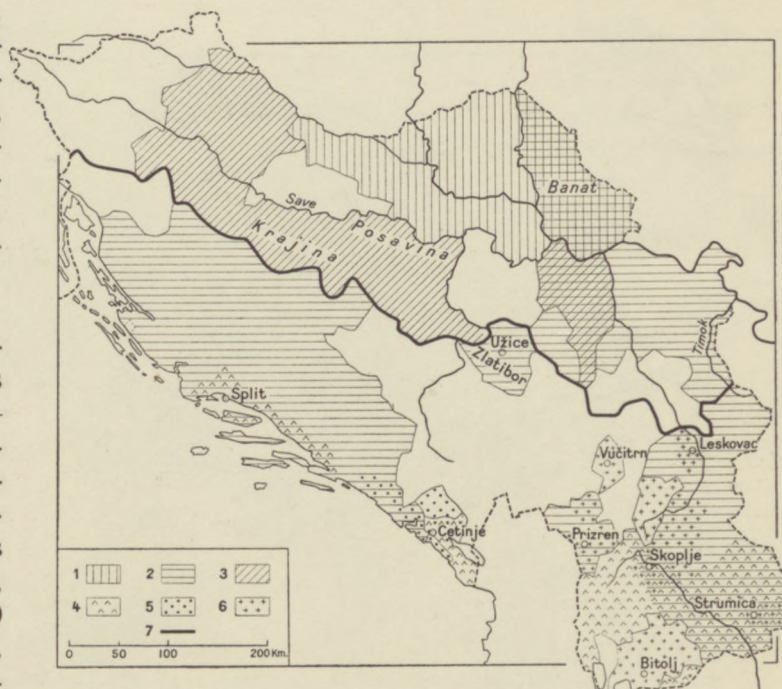 Banat
Save
Posavina
Krajina
Timok
Užice
Zlatibor
Split
Leskovac
Vučitrn
Cetinje
Prizren
Skoplje
Strumica
Bitolj
1 2 3
4 5 6
7
0 50 100 200 Km.